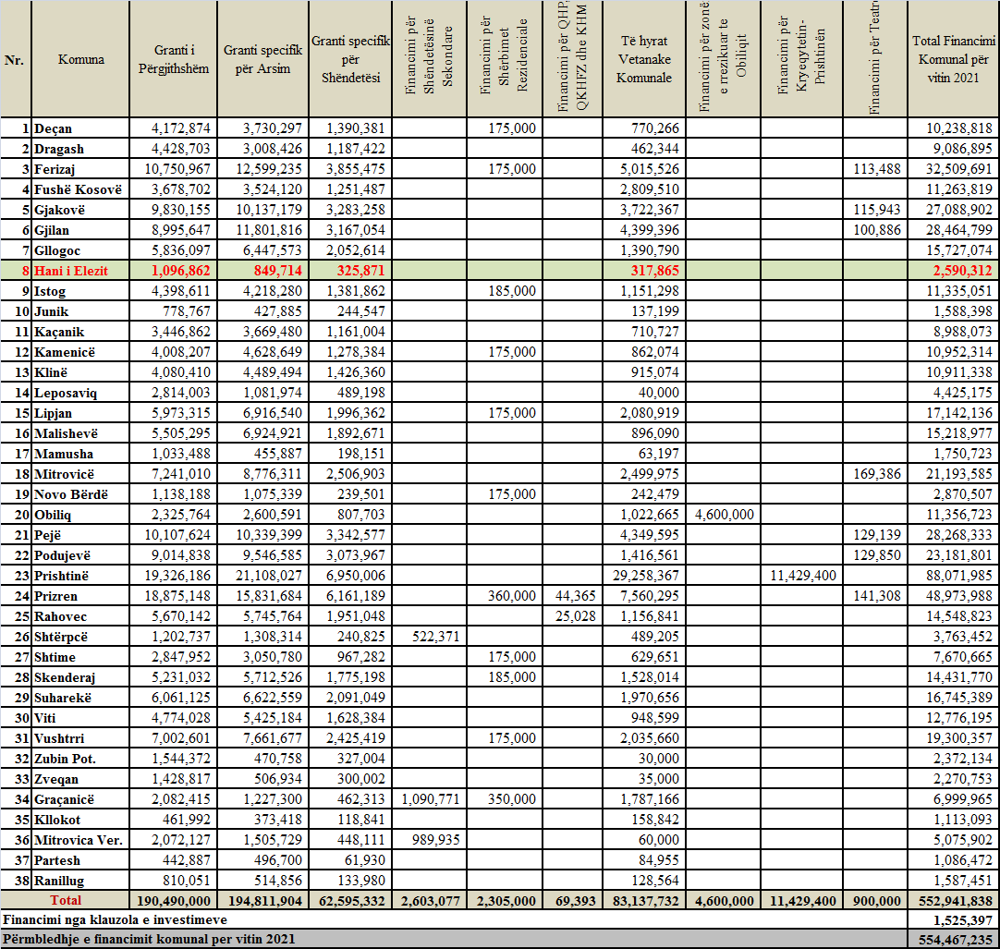 Nr. Komuna Granti i Përgjithshëm Granti specifik për Arsim Granti specifik për Shëndetësi Financimi për Shëndetësinë Sekondare Financimi për Shërbimet Rezidenciale Financimi për QHP, QKHFZ dhe KHM Të hyrat Vetanake Komunale Financimi për zonë e rrezikuar te Obiliqit Financimi për Kryeqytetin-Prishtinën Financimi për Teatre Total Financimi Komunal për vitin 2021
1 Deçan 4,172,874 3,730,297 1,390,381 175,000 770,266 10,238,818
2 Dragash 4,428,703 3,008,426 1,187,422 462,344 9,086,895
3 Ferizaj 10,750,967 12,599,235 3,855,475 175,000 5,015,526 113,488 32,509,691
4 Fushë Kosovë 3,678,702 3,524,120 1,251,487 2,809,510 11,263,819
5 Gjakovë 9,830,155 10,137,179 3,283,258 3,722,367 115,943 27,088,902
6 Gjilan 8,995,647 11,801,816 3,167,054 4,399,396 100,886 28,464,799
7 Gllogoc 5,836,097 6,447,573 2,052,614 1,390,790 15,727,074
8 Hani i Elezit 1,096,862 849,714 325,871 317,865 2,590,312
9 Istog 4,398,611 4,218,280 1,381,862 185,000 1,151,298 11,335,051
10 Junik 778,767 427,885 244,547 137,199 1,588,398
11 Kaçanik 3,446,862 3,669,480 1,161,004 710,727 8,988,073
12 Kamenicë 4,008,207 4,628,649 1,278,384 175,000 862,074 10,952,314
13 Klinë 4,080,410 4,489,494 1,426,360 915,074 10,911,338
14 Leposaviq 2,814,003 1,081,974 489,198 40,000 4,425,175
15 Lipjan 5,973,315 6,916,540 1,996,362 175,000 2,080,919 17,142,136
16 Malishevë 5,505,295 6,924,921 1,892,671 896,090 15,218,977
17 Mamusha 1,033,488 455,887 198,151 63,197 1,750,723
18 Mitrovicë 7,241,010 8,776,311 2,506,903 2,499,975 169,386 21,193,585
19 Novo Bërdë 1,138,188 1,075,339 239,501 175,000 242,479 2,870,507
20 Obiliq 2,325,764 2,600,591 807,703 1,022,665 4,600,000 11,356,723
21 Pejë 10,107,624 10,339,399 3,342,577 4,349,595 129,139 28,268,333
22 Podujevë 9,014,838 9,546,585 3,073,967 1,416,561 129,850 23,181,801
23 Prishtinë 19,326,186 21,108,027 6,950,006 29,258,367 11,429,400 88,071,985
24 Prizren 18,875,148 15,831,684 6,161,189 360,000 44,365 7,560,295 141,308 48,973,988
25 Rahovec 5,670,142 5,745,764 1,951,048 25,028 1,156,841 14,548,823
26 Shtërpcë 1,202,737 1,308,314 240,825 522,371 489,205 3,763,452
27 Shtime 2,847,952 3,050,780 967,282 175,000 629,651 7,670,665
28 Skenderaj 5,231,032 5,712,526 1,775,198 185,000 1,528,014 14,431,770
29 Suharekë 6,061,125 6,622,559 2,091,049 1,970,656 16,745,389
30 Viti 4,774,028 5,425,184 1,628,384 948,599 12,776,195
31 Vushtrri 7,002,601 7,661,677 2,425,419 175,000 2,035,660 19,300,357
32 Zubin Pot. 1,544,372 470,758 327,004 30,000 2,372,134
33 Zveqan 1,428,817 506,934 300,002 35,000 2,270,753
34 Graçanicë 2,082,415 1,227,300 462,313 1,090,771 350,000 1,787,166 6,999,965
35 Kllokot 461,992 373,418 118,841 158,842 1,113,093
36 Mitrovica Ver. 2,072,127 1,505,729 448,111 989,935 60,000 5,075,902
37 Partesh 442,887 496,700 61,930 84,955 1,086,472
38 Ranillug 810,051 514,856 133,980 128,564 1,587,451
Total 190,490,000 194,811,904 62,595,332 2,603,077 2,305,000 69,393 83,137,732 4,600,000 11,429,400 900,000 552,941,838
Financimi nga klauzola e investimeve 1,525,397
Përmbledhje e financimit komunal per vitin 2021 554,467,235